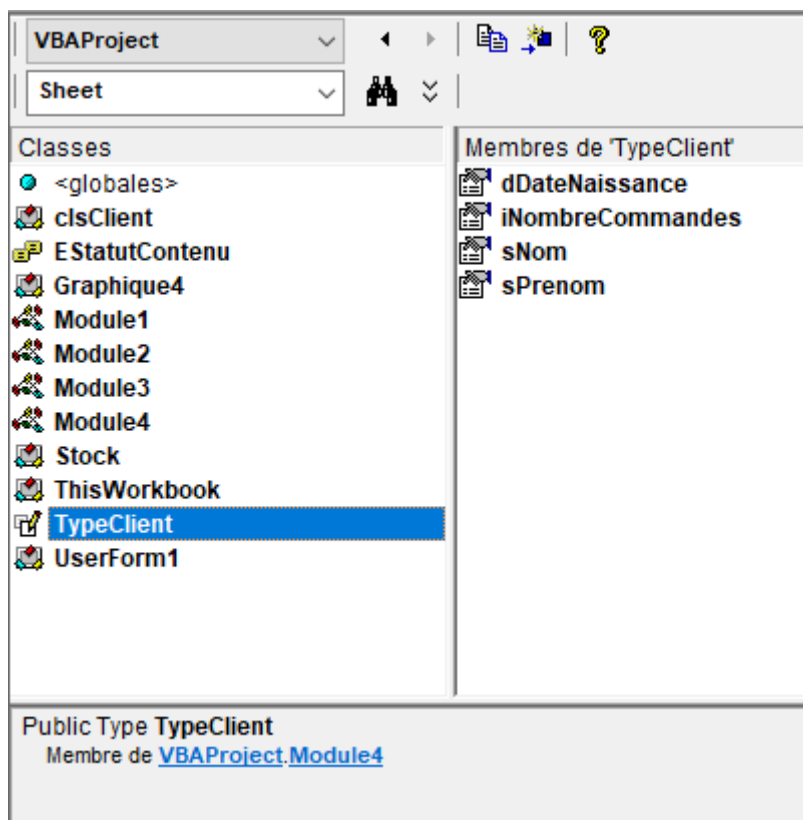 VBAProject
Sheet
Classes
<globales>
clsClient
EStatutContenu
Graphique4
Module1
Module2
Module3
Module4
Stock
ThisWorkbook
TypeClient
UserForm1
Membres de 'TypeClient'
dDateNaissance
iNombreCommandes
sNom
sPrenom
Public Type TypeClient
Membre de VBAProject.Module4